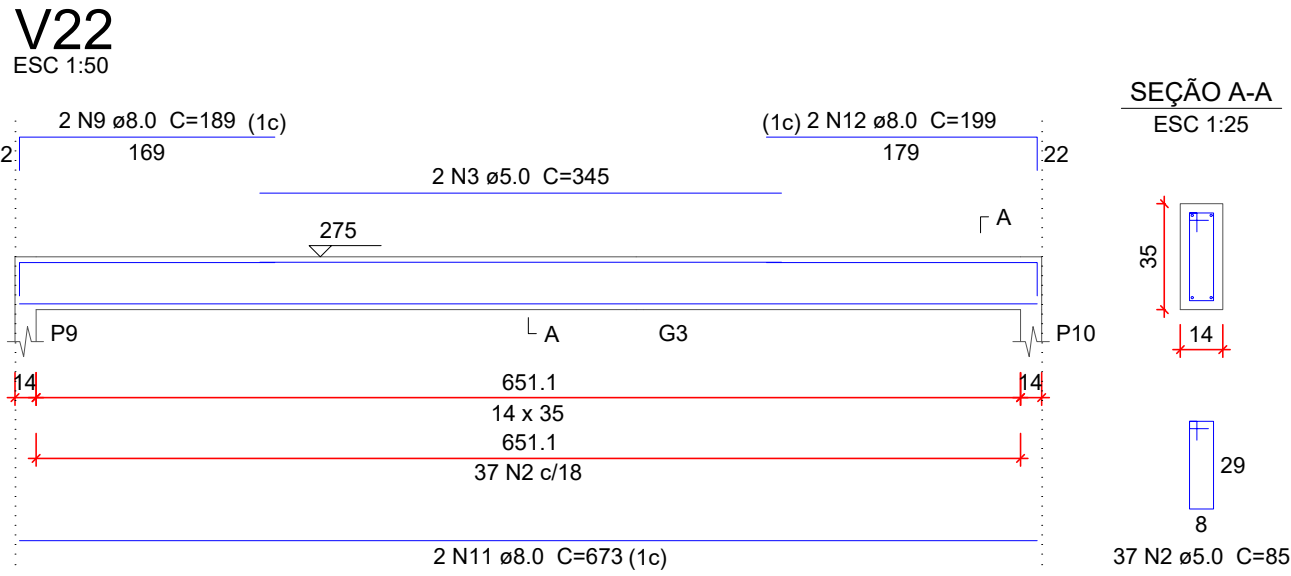 V22
ESC 1:50
2 N9 ø8.0 C=189 (1c)
169
2
(1c) 2 N12 ø8.0 C=199
179
22
2 N3 ø5.0 C=345
275
A
P9
A
G3
P10
14
651.1
14
14 x 35
651.1
37 N2 c/18
2 N11 ø8.0 C=673 (1c)
SEÇÃO A-A
ESC 1:25
35
14
29
8
37 N2 ø5.0 C=85